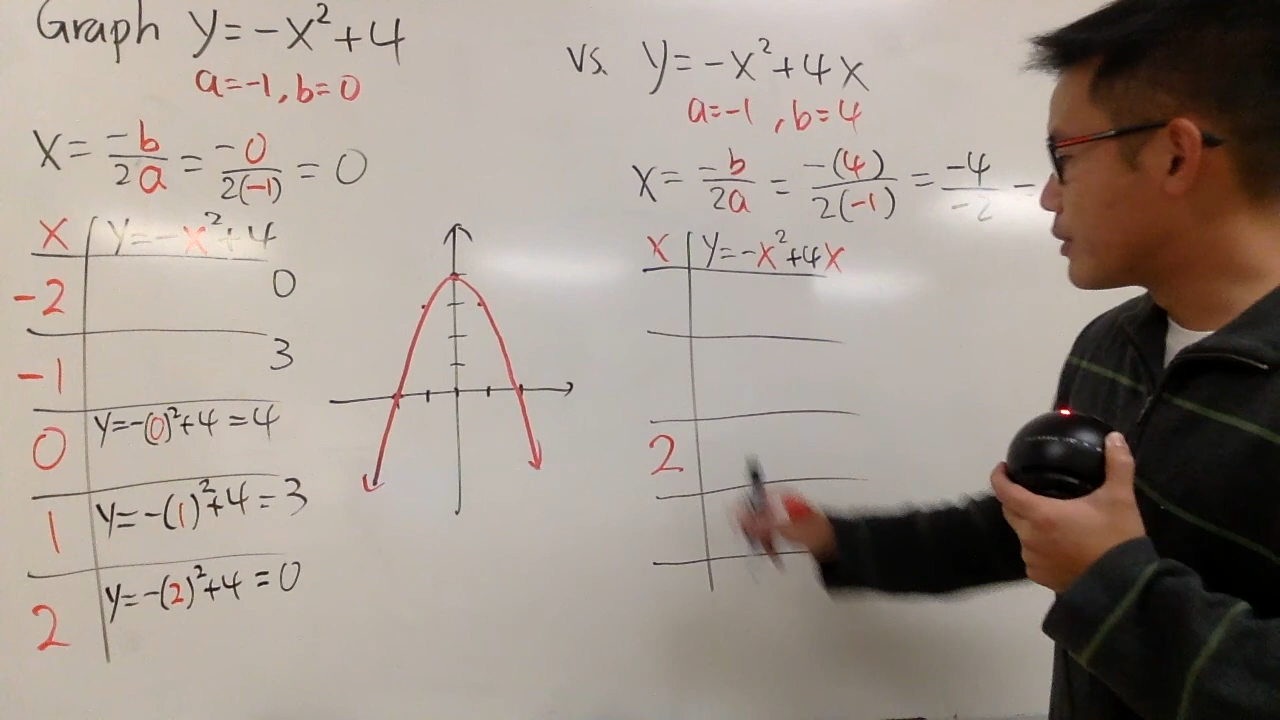 Graph y = -x² + 4
a = -1, b = 0
x = -b/2a = -0/2(-1) = 0
x | y = -x² + 4
-2 | 0
-1 | 3
0 | y = -(0)² + 4 = 4
1 | y = -(1)² + 4 = 3
2 | y = -(2)² + 4 = 0
vs. y = -x² + 4x
a = -1, b = 4
x = -b/2a = -(4)/2(-1) = -4/-2 =
x | y = -x² + 4x
2